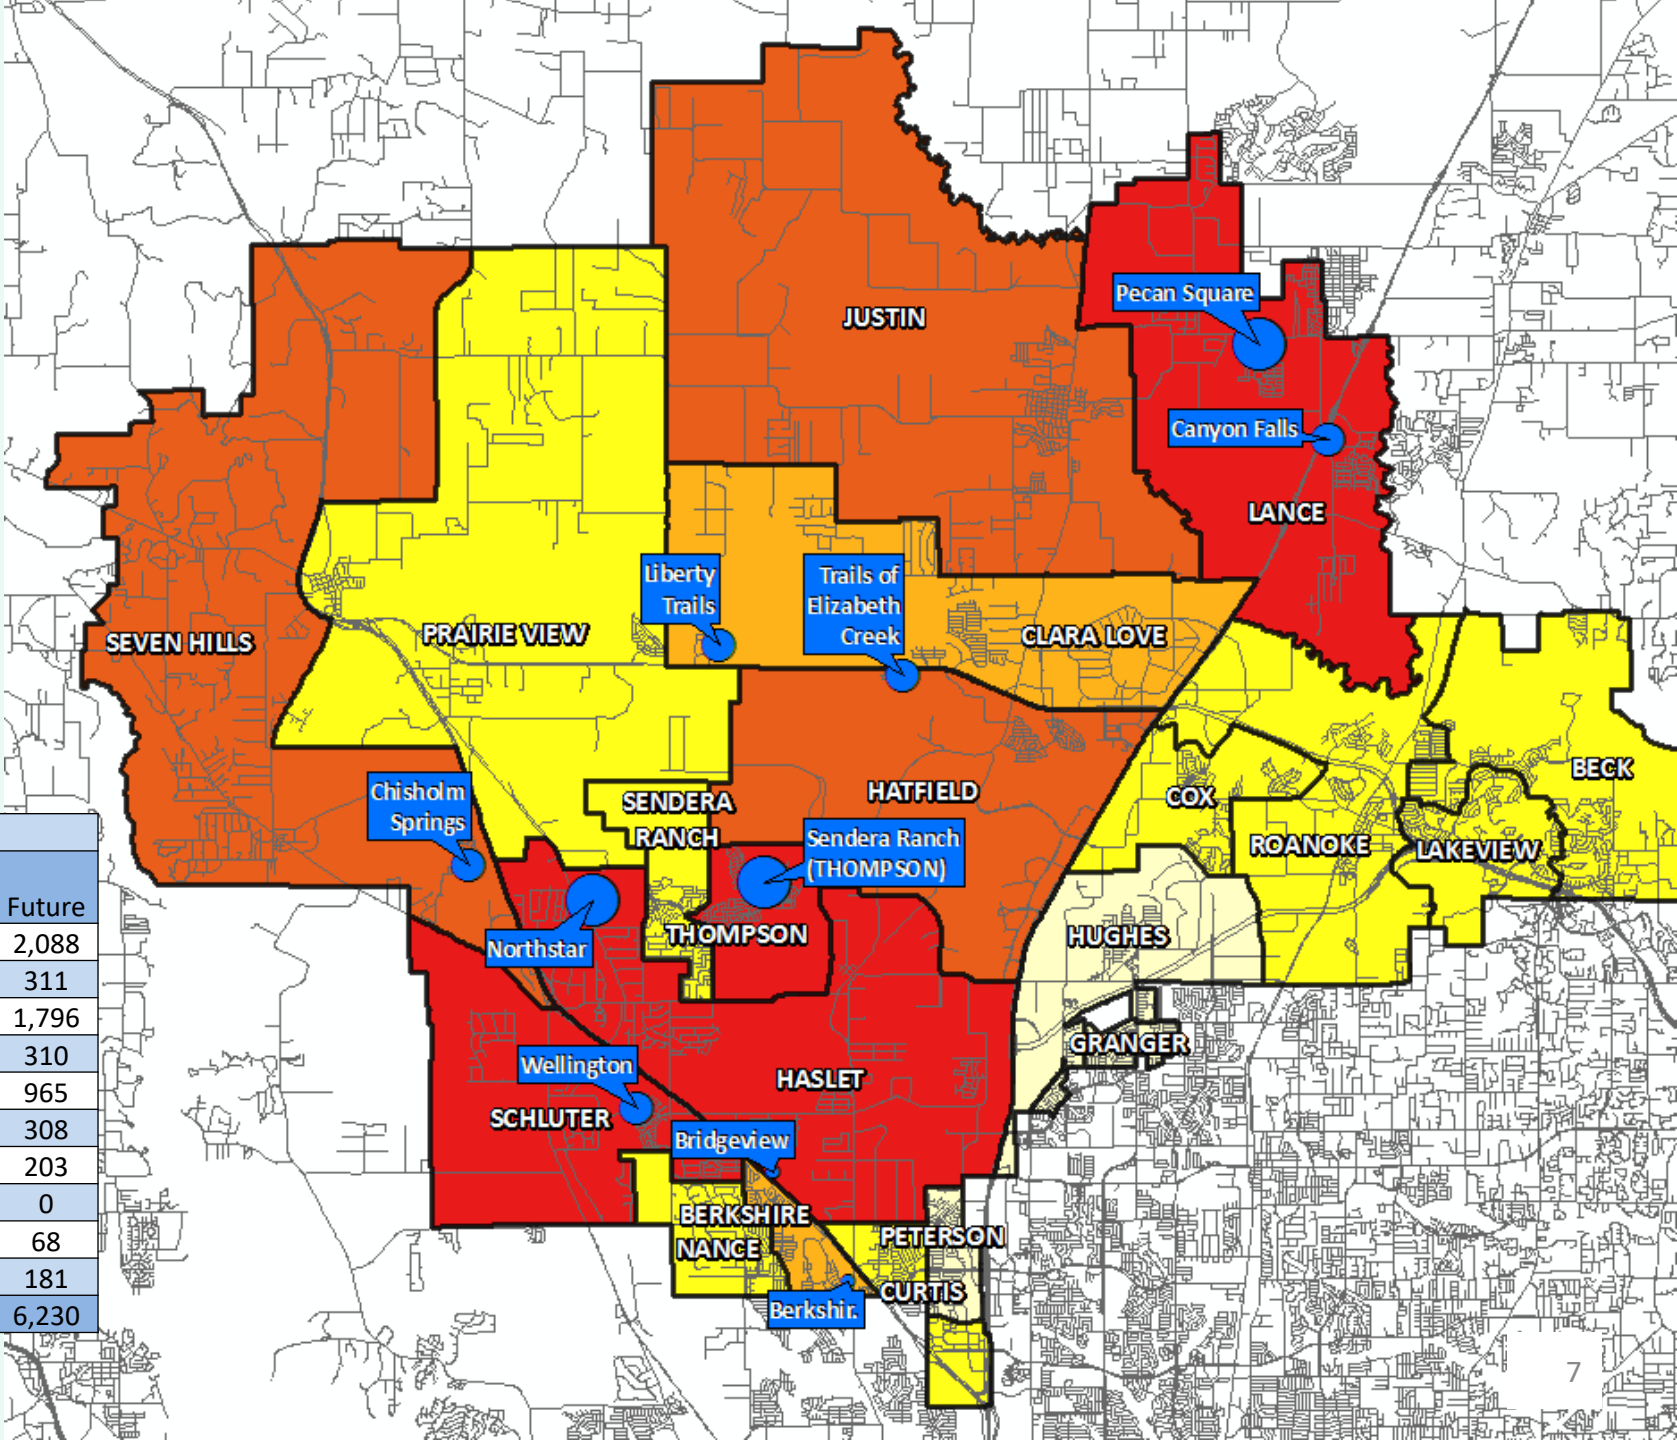 JUSTIN
Pecan Square
Canyon Falls
LANCE
Liberty
Trails
Trails of
Elizabeth
Creek
SEVEN HILLS
PRAIRIE VIEW
CLARA LOVE
BECK
Chisholm
Springs
SENDERA
RANCH
HATFIELD
COX
Sendera Ranch
(THOMPSON)
ROANOKE
LAKEVIEW
Northstar
THOMPSON
HUGHES
GRANGER
Wellington
HASLET
SCHLUTER
Bridgeview
BERKSHIRE
NANCE
PETERSON
CURTIS
Berkshir.
Future
2,088
311
1,796
310
965
308
203
0
68
181
6,230
7